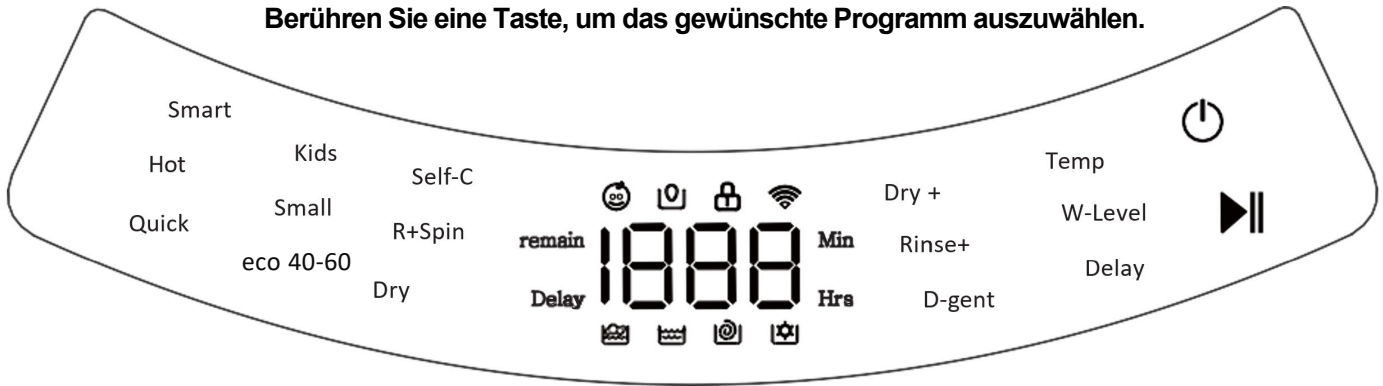 Berühren Sie eine Taste, um das gewünschte Programm auszuwählen.
Smart
Hot
Quick
Kids
Small
eco 40-60
Self-C
R+Spin
Dry
remain
Delay
1888
Min
Hrs
Dry +
Rinse+
D-gent
Temp
W-Level
Delay